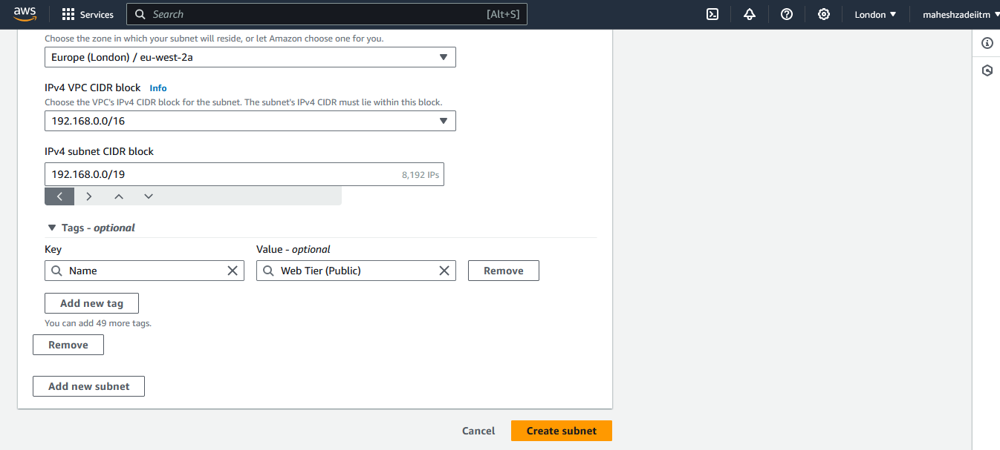 aws Services Search [Alt+S] London maheshzadeiitm
Choose the zone in which your subnet will reside, or let Amazon choose one for you.
Europe (London) / eu-west-2a
IPv4 VPC CIDR block Info
Choose the VPC's IPv4 CIDR block for the subnet. The subnet's IPv4 CIDR must lie within this block.
192.168.0.0/16
IPv4 subnet CIDR block
192.168.0.0/19 8,192 IPs
Tags - optional
Key Value - optional
Name Web Tier (Public) Remove
Add new tag
You can add 49 more tags.
Remove
Add new subnet
Cancel Create subnet